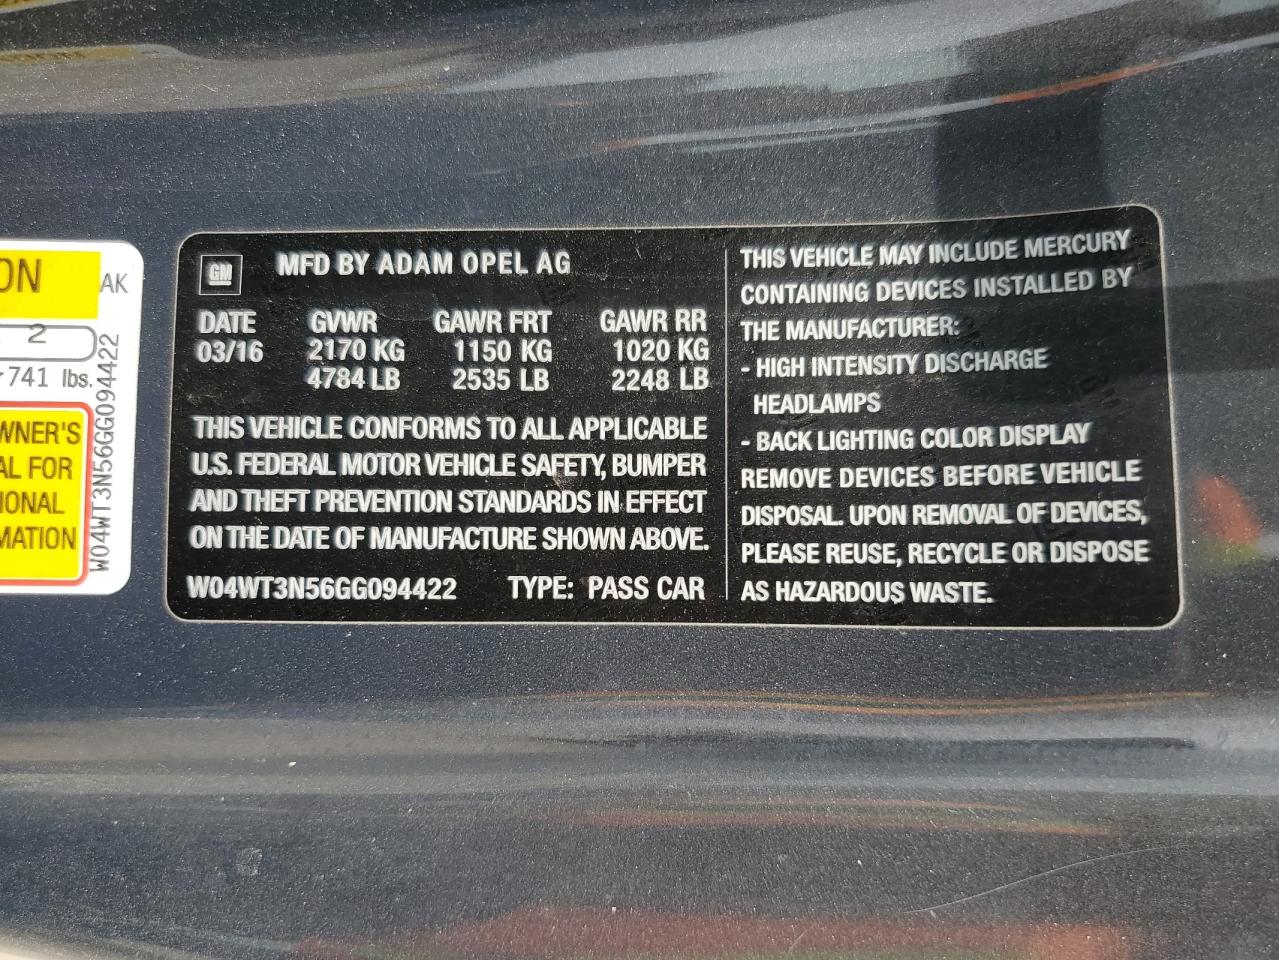 ON
AK
2
741 lbs.
WNER'S
AL FOR
IONAL
MATION
W04WT3N56GG094422
GM
MFD BY ADAM OPEL AG
DATE GVWR GAWR FRT GAWR RR
03/16 2170 KG 1150 KG 1020 KG
4784 LB 2535 LB 2248 LB
THIS VEHICLE CONFORMS TO ALL APPLICABLE
U.S. FEDERAL MOTOR VEHICLE SAFETY, BUMPER
AND THEFT PREVENTION STANDARDS IN EFFECT
ON THE DATE OF MANUFACTURE SHOWN ABOVE.
W04WT3N56GG094422 TYPE: PASS CAR
THIS VEHICLE MAY INCLUDE MERCURY
CONTAINING DEVICES INSTALLED BY
THE MANUFACTURER:
- HIGH INTENSITY DISCHARGE
HEADLAMPS
- BACK LIGHTING COLOR DISPLAY
REMOVE DEVICES BEFORE VEHICLE
DISPOSAL. UPON REMOVAL OF DEVICES,
PLEASE REUSE, RECYCLE OR DISPOSE
AS HAZARDOUS WASTE.